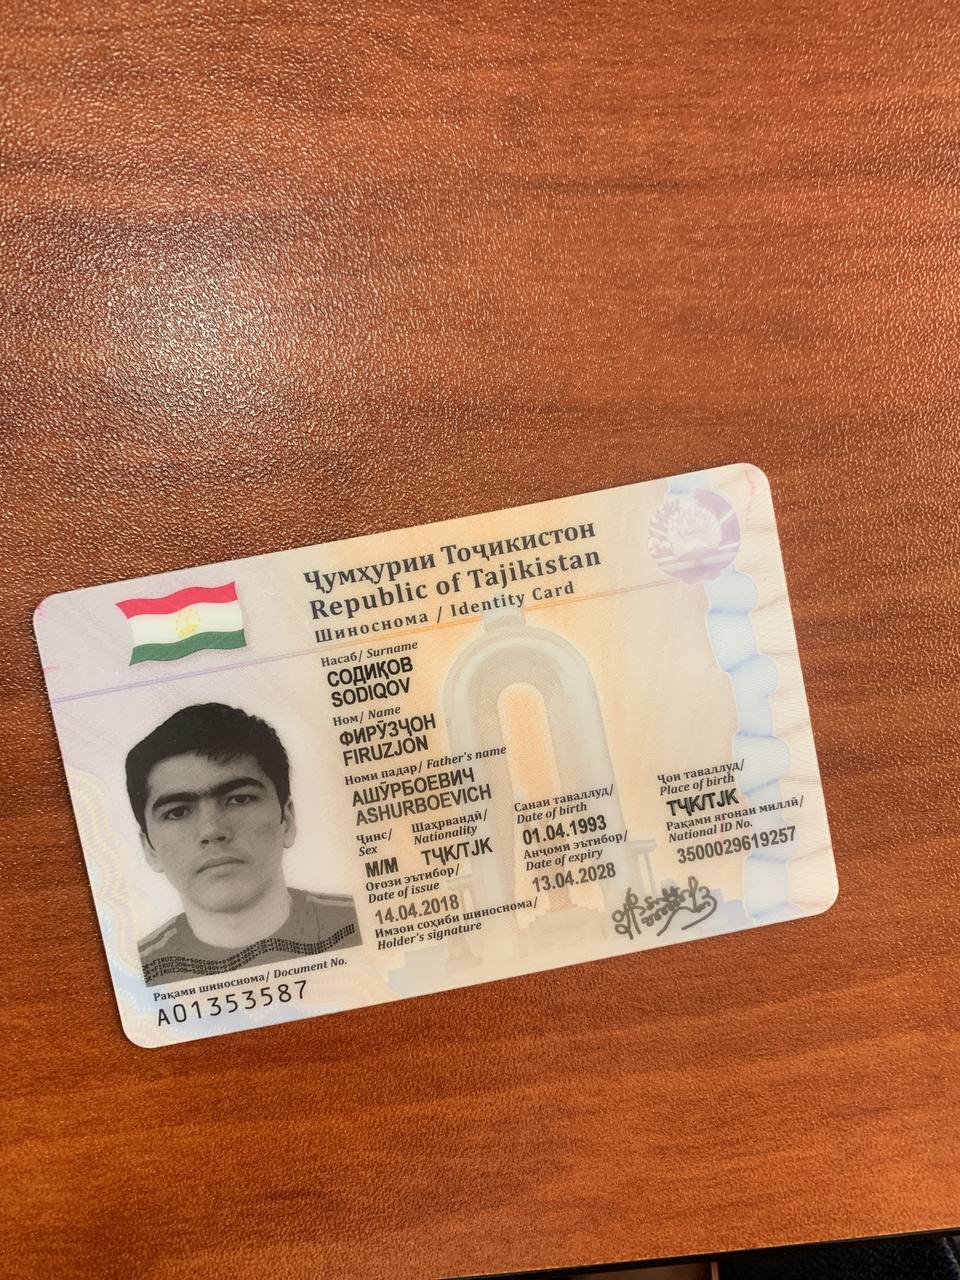 Ҷумҳурии Тоҷикистон
Republic of Tajikistan
Шиноснома / Identity Card
Насаб/ Surname
СОДИҚОВ
SODIQOV
Ном/ Name
ФИРӮЗҶОН
FIRUZJON
Номи падар/ Father's name
АШӮРБОЕВИЧ
ASHURBOEVICH
Ҷинс/ Sex
M/M
Шаҳрвандӣ/ Nationality
ТҶК/TJK
Санаи таваллуд/ Date of birth
01.04.1993
Ҷои таваллуд/ Place of birth
ТҶК/TJK
Оғози эътибор/ Date of issue
14.04.2018
Анҷоми эътибор/ Date of expiry
13.04.2028
Рақами ягонаи миллӣ/ National ID No.
3500029619257
Имзои соҳиби шиноснома/ Holder's signature
Рақами шиноснома/ Document No.
A01353587